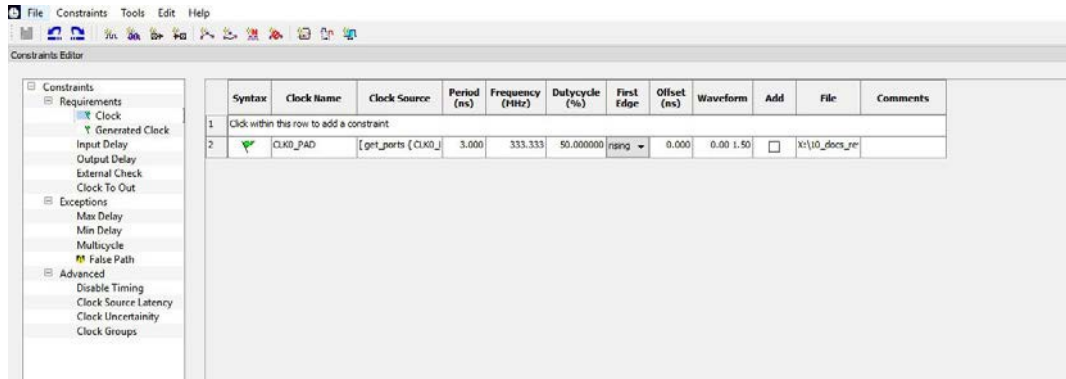 File Constraints Tools Edit Help
Constraints Editor
Constraints
Requirements
Clock
Generated Clock
Input Delay
Output Delay
External Check
Clock To Out
Exceptions
Max Delay
Min Delay
Multicycle
False Path
Advanced
Disable Timing
Clock Source Latency
Clock Uncertainity
Clock Groups
Syntax Clock Name Clock Source Period (ns) Frequency (MHz) Dutycycle (%) First Edge Offset (ns) Waveform Add File Comments
1 Click within this row to add a constraint
2 CLK0_PAD [ get_ports { CLK0_ 3.000 333.333 50.000000 rising 0.000 0.00 1.50 X:\10_docs_re